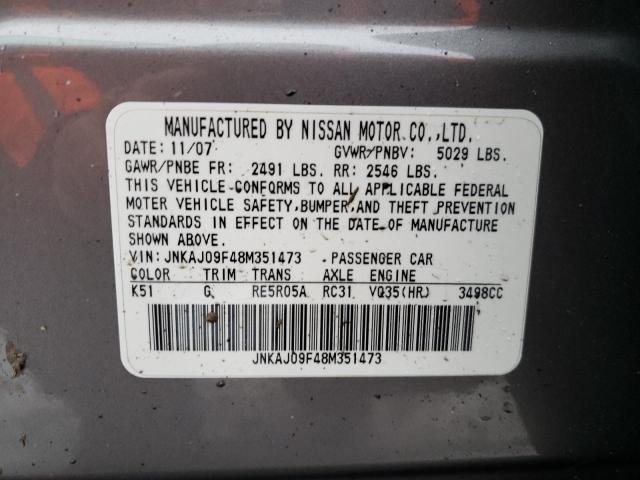 MANUFACTURED BY NISSAN MOTOR CO.,LTD.
DATE: 11/07 GVWR/PNBV: 5029 LBS.
GAWR/PNBE FR: 2491 LBS. RR: 2546 LBS.
THIS VEHICLE CONFORMS TO ALL APPLICABLE FEDERAL
MOTER VEHICLE SAFETY, BUMPER, AND THEFT PREVENTION
STANDARDS IN EFFECT ON THE DATE OF MANUFACTURE
SHOWN ABOVE.
VIN: JNKAJ09F48M351473 PASSENGER CAR
COLOR TRIM TRANS AXLE ENGINE
K51 G RE5R05A RC31 VQ35(HR) 3498CC
JNKAJ09F48M351473